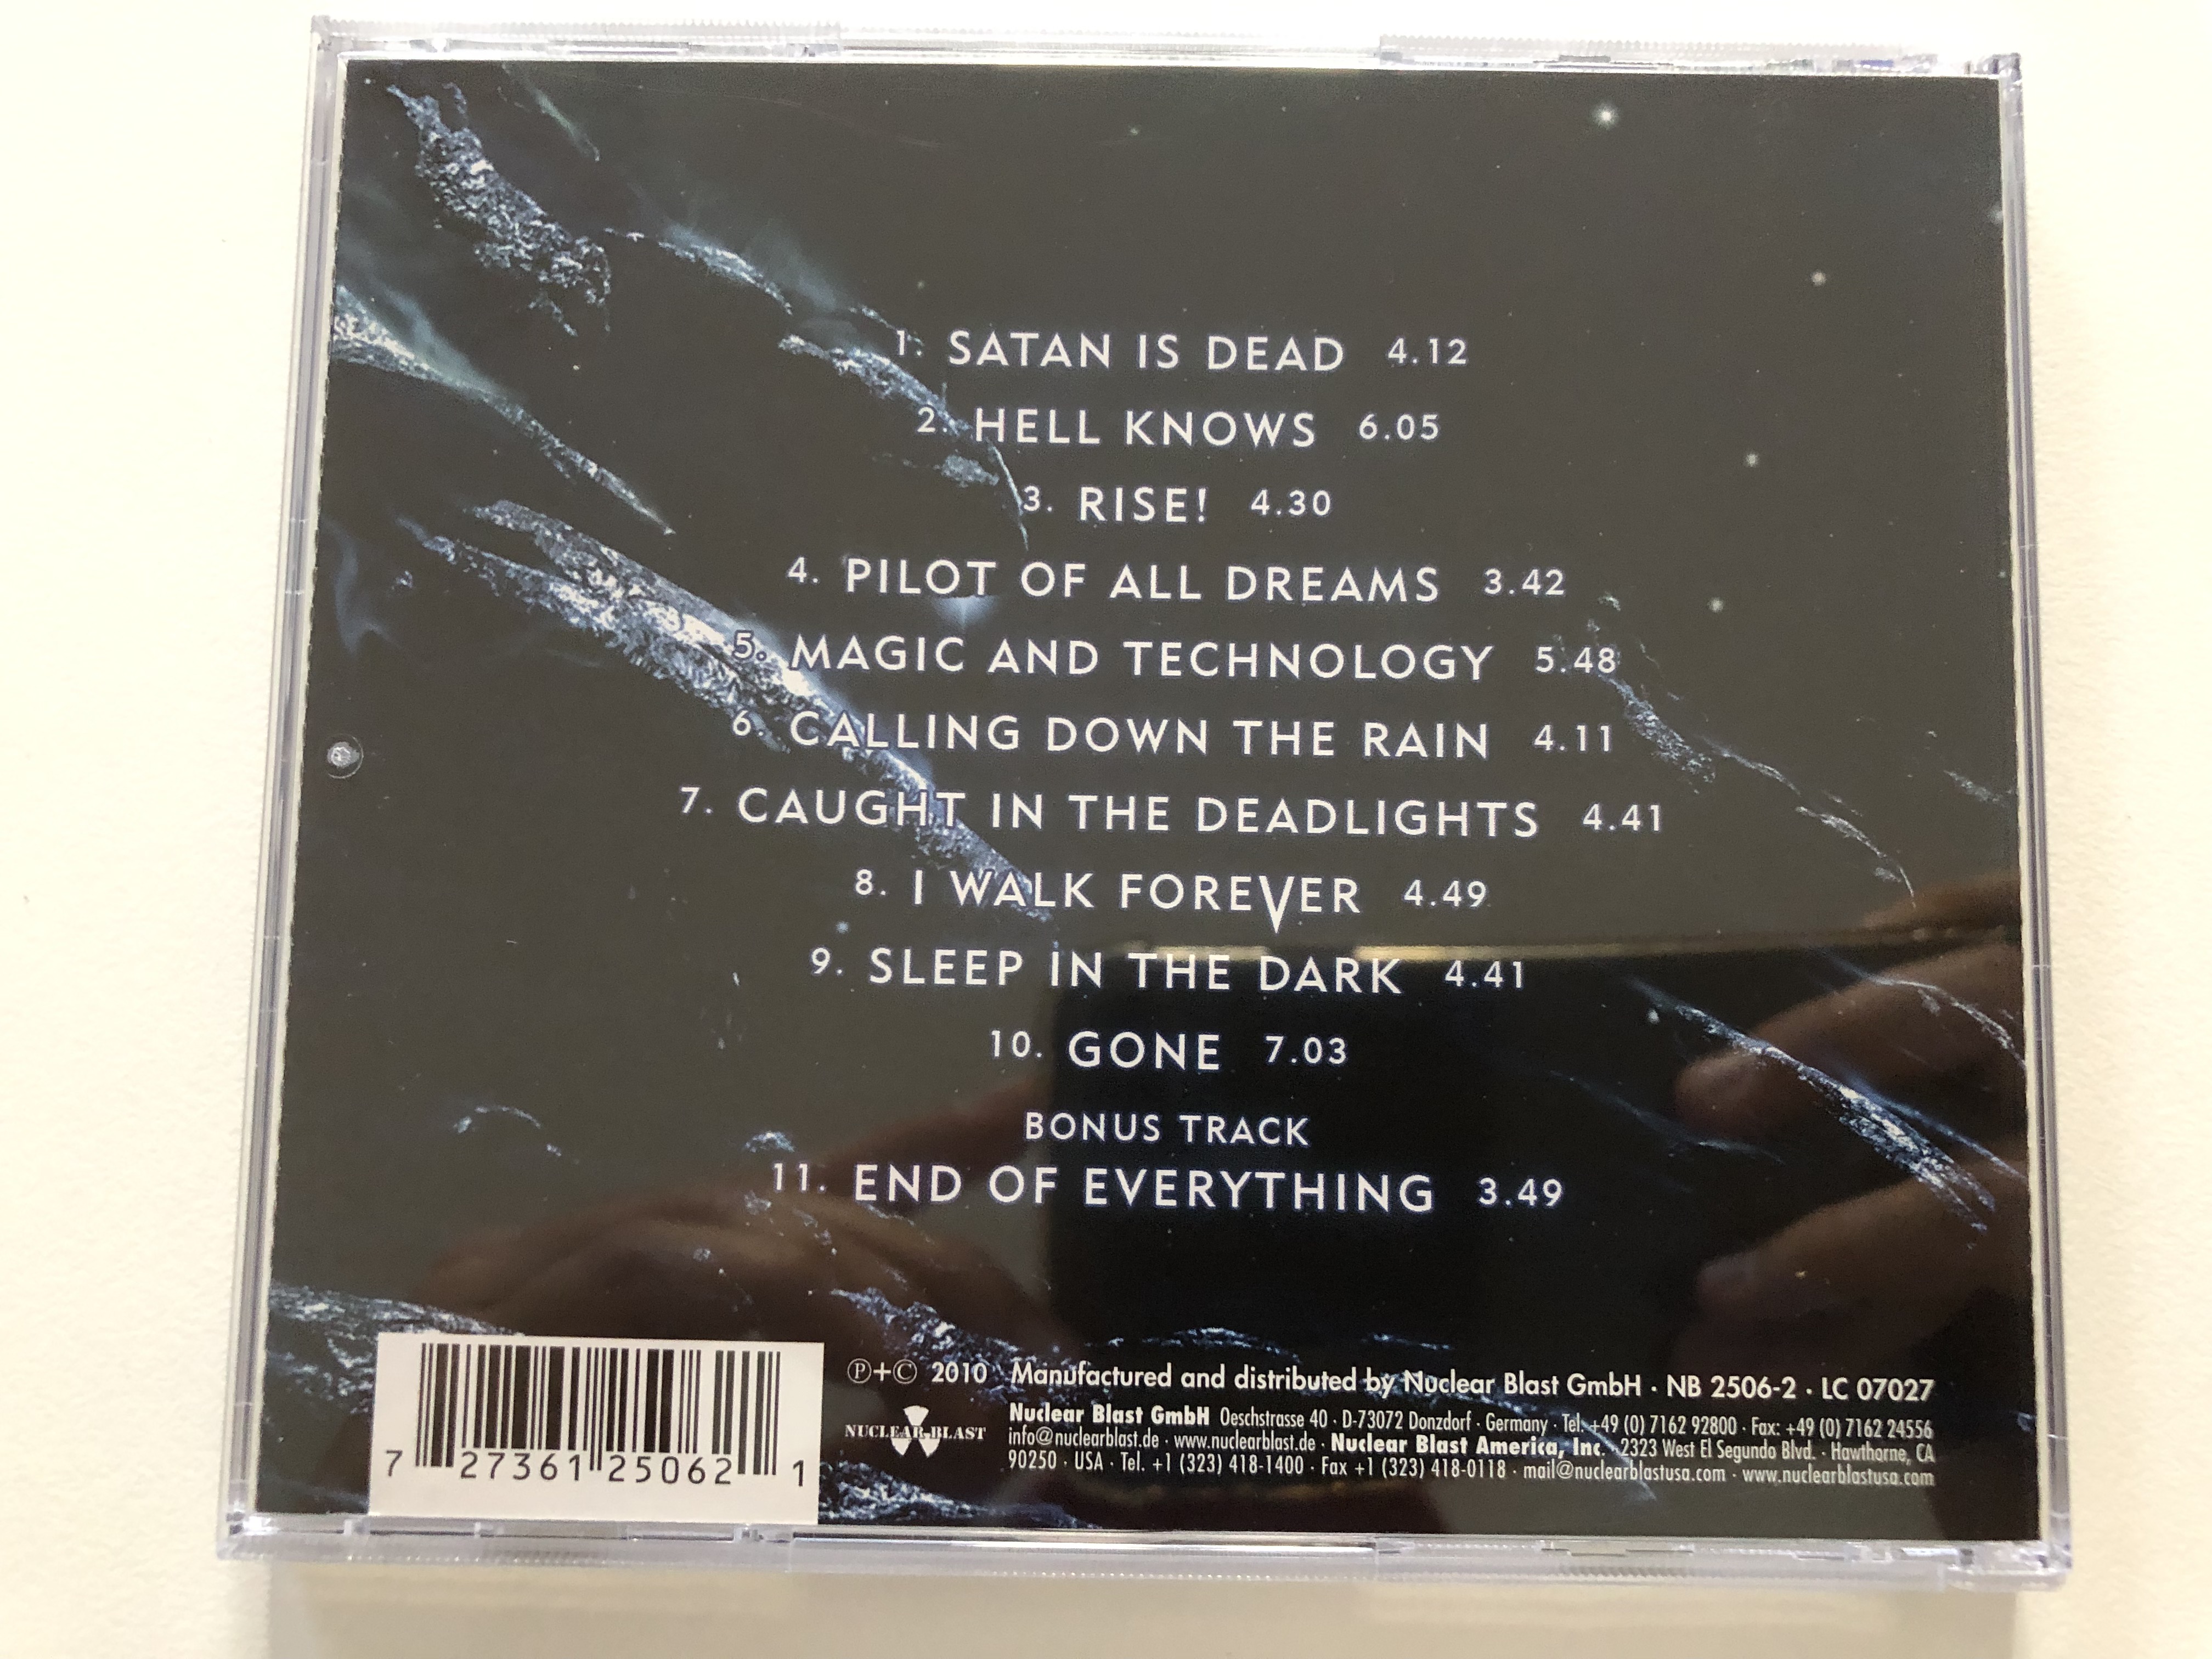 1. SATAN IS DEAD 4.12
2. HELL KNOWS 6.05
3. RISE! 4.30
4. PILOT OF ALL DREAMS 3.42
5. MAGIC AND TECHNOLOGY 5.48
6. CALLING DOWN THE RAIN 4.11
7. CAUGHT IN THE DEADLIGHTS 4.41
8. I WALK FOREVER 4.49
9. SLEEP IN THE DARK 4.41
10. GONE 7.03
BONUS TRACK
11. END OF EVERYTHING 3.49
7 27361 25062 1
℗+© 2010 Manufactured and distributed by Nuclear Blast GmbH · NB 2506-2 · LC 07027
NUCLEAR BLAST
Nuclear Blast GmbH Oeschstrasse 40 · D-73072 Donzdorf · Germany · Tel. +49 (0) 7162 92800 · Fax: +49 (0) 7162 24556
info@nuclearblast.de · www.nuclearblast.de · Nuclear Blast America, Inc. · 2323 West El Segundo Blvd. · Hawthorne, CA
90250 · USA · Tel. +1 (323) 418-1400 · Fax +1 (323) 418-0118 · mail@nuclearblastusa.com · www.nuclearblastusa.com